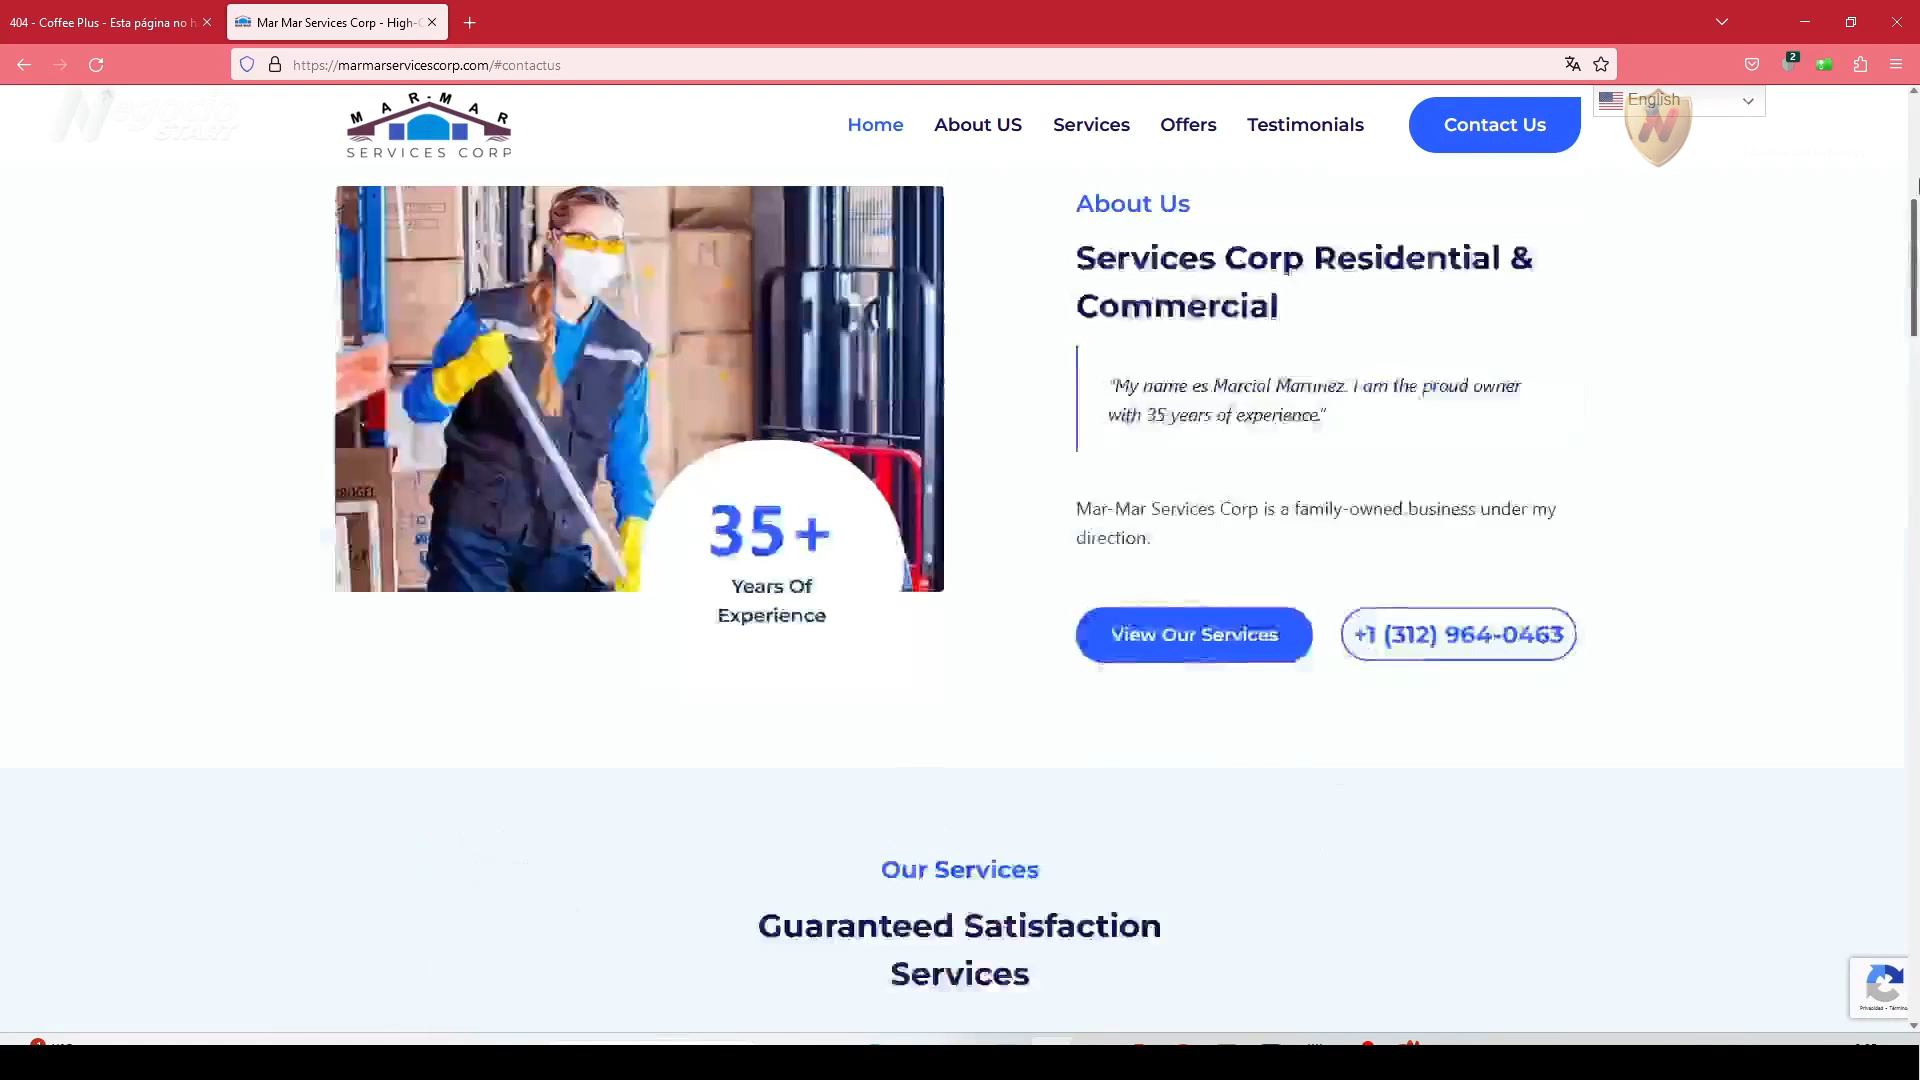 404 - Coffee Plus - Esta página no h
Mar Mar Services Corp - High-
https://marmarservicescorp.com/#contactus
2
Negocio
START
MAR-MAR
SERVICES CORP
Home
About US
Services
Offers
Testimonials
Contact Us
English
About Us
Services Corp Residential &
Commercial
"My name es Marcial Martinez. I am the proud owner
with 35 years of experience."
35+
Years Of
Experience
Mar-Mar Services Corp is a family-owned business under my
direction.
View Our Services
+1 (312) 964-0463
Our Services
Guaranteed Satisfaction
Services
Privacidad - Término